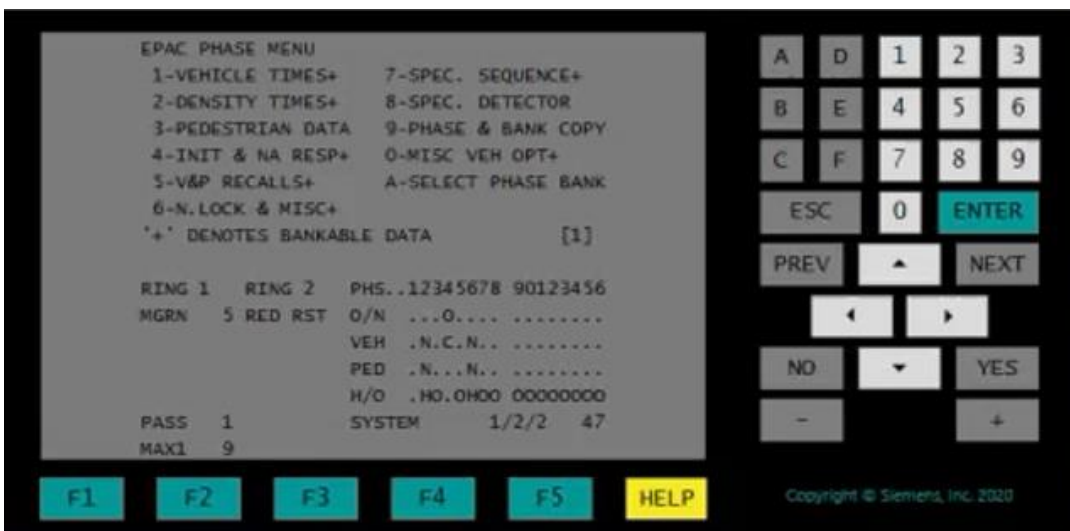 EPAC PHASE MENU
1-VEHICLE TIMES+ 7-SPEC. SEQUENCE+
2-DENSITY TIMES+ 8-SPEC. DETECTOR
3-PEDESTRIAN DATA 9-PHASE & BANK COPY
4-INIT & NA RESP+ 0-MISC VEH OPT+
5-V&P RECALLS+ A-SELECT PHASE BANK
6-N.LOCK & MISC+
'+' DENOTES BANKABLE DATA [1]
RING 1 RING 2 PHS..12345678 90123456
MGRN 5 RED RST O/N ...O.... ........
VEH .N.C.N.. ........
PED .N...N.. ........
H/O .HO.OHOO OOOOOOOO
PASS 1 SYSTEM 1/2/2 47
MAX1 9
F1 F2 F3 F4 F5 HELP
A D 1 2 3
B E 4 5 6
C F 7 8 9
ESC 0 ENTER
PREV NEXT
NO YES
- +
Copyright © Siemens, Inc. 2020